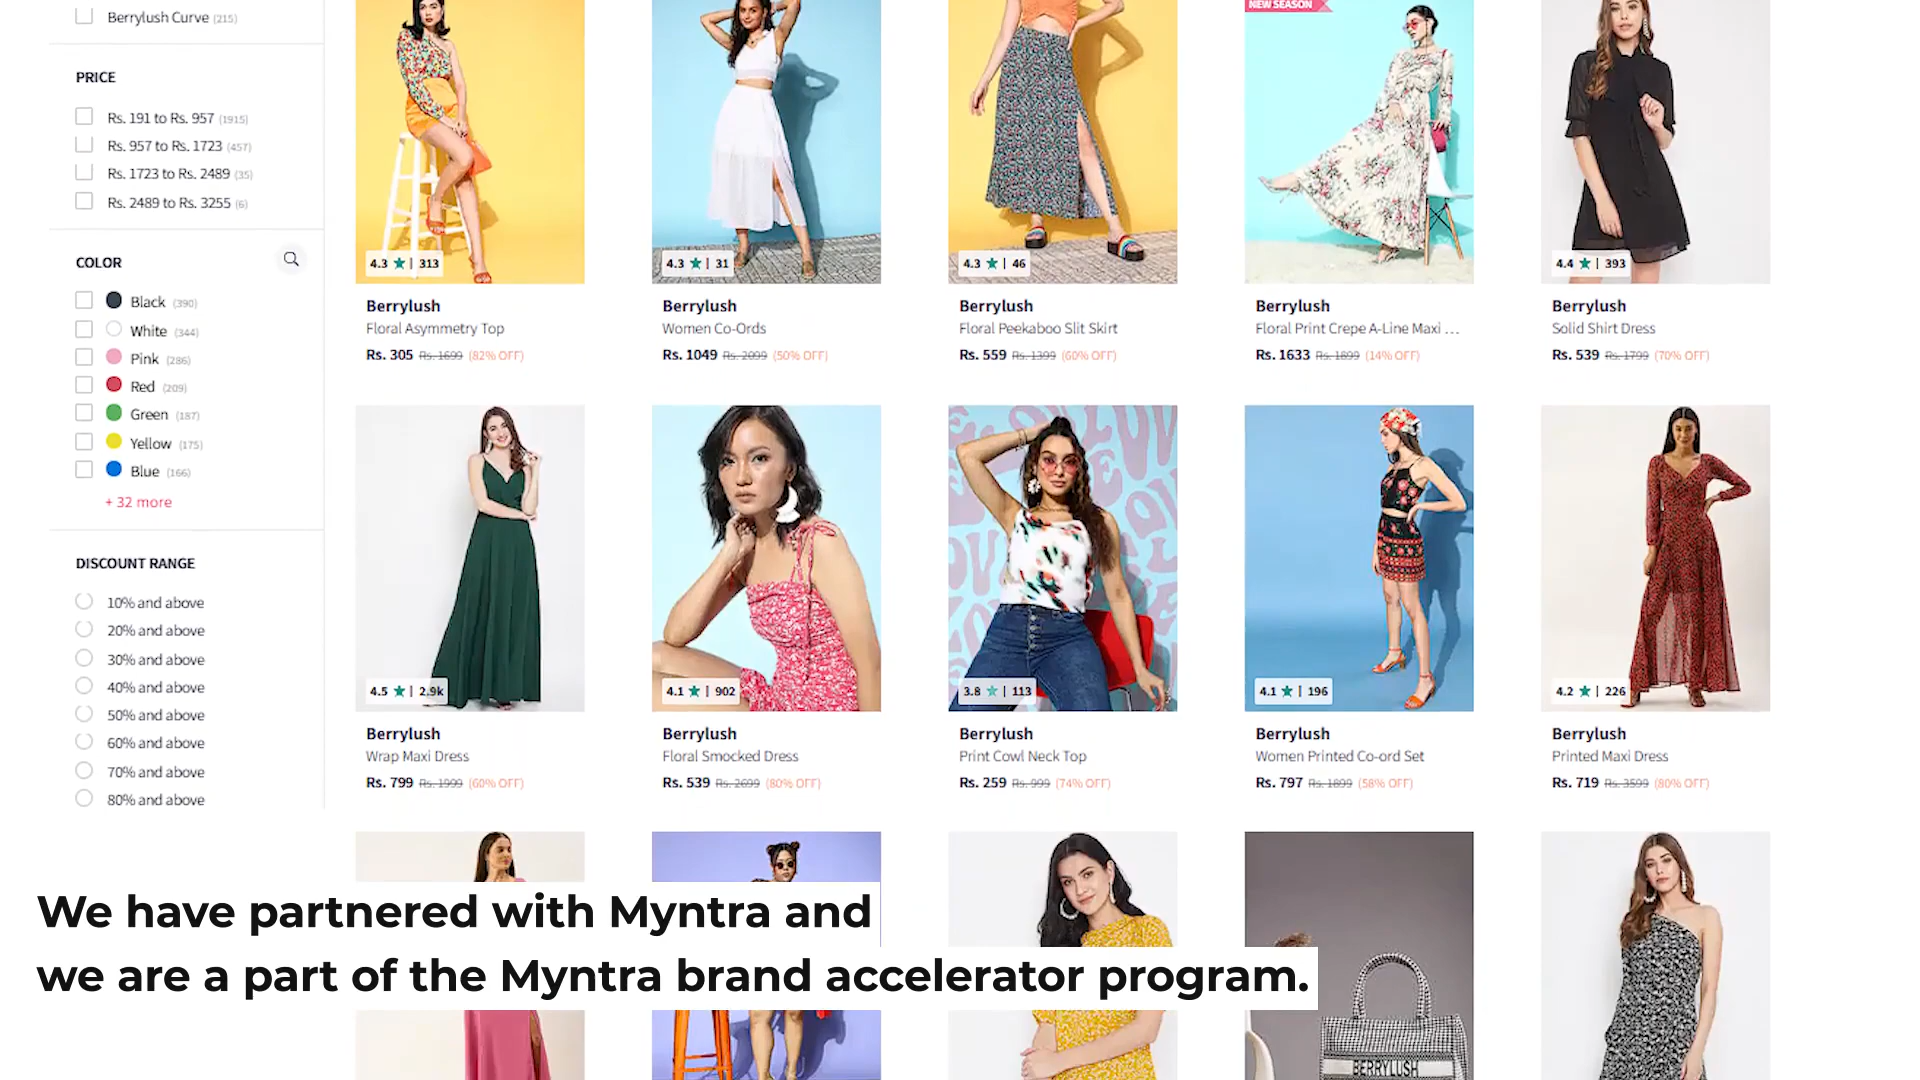 Berrylush Curve (215)
PRICE
Rs. 191 to Rs. 957 (1915)
Rs. 957 to Rs. 1723 (457)
Rs. 1723 to Rs. 2489 (35)
Rs. 2489 to Rs. 3255 (6)
COLOR
Black (390)
White (344)
Pink (286)
Red (209)
Green (187)
Yellow (175)
Blue (166)
+ 32 more
DISCOUNT RANGE
10% and above
20% and above
30% and above
40% and above
50% and above
60% and above
70% and above
80% and above
4.3 ★ | 313
Berrylush
Floral Asymmetry Top
Rs. 305 Rs. 1699 (82% OFF)
4.3 ★ | 31
Berrylush
Women Co-Ords
Rs. 1049 Rs. 2099 (50% OFF)
4.3 ★ | 46
Berrylush
Floral Peekaboo Slit Skirt
Rs. 559 Rs. 1399 (60% OFF)
NEW SEASON
Berrylush
Floral Print Crepe A-Line Maxi ...
Rs. 1633 Rs. 1899 (14% OFF)
4.4 ★ | 393
Berrylush
Solid Shirt Dress
Rs. 539 Rs. 1799 (70% OFF)
4.5 ★ | 2.9k
Berrylush
Wrap Maxi Dress
Rs. 799 Rs. 1999 (60% OFF)
4.1 ★ | 902
Berrylush
Floral Smocked Dress
Rs. 539 Rs. 2699 (80% OFF)
3.8 ★ | 113
Berrylush
Print Cowl Neck Top
Rs. 259 Rs. 999 (74% OFF)
4.1 ★ | 196
Berrylush
Women Printed Co-ord Set
Rs. 797 Rs. 1899 (58% OFF)
4.2 ★ | 226
Berrylush
Printed Maxi Dress
Rs. 719 Rs. 3599 (80% OFF)
BERRYLUSH
We have partnered with Myntra and
we are a part of the Myntra brand accelerator program.